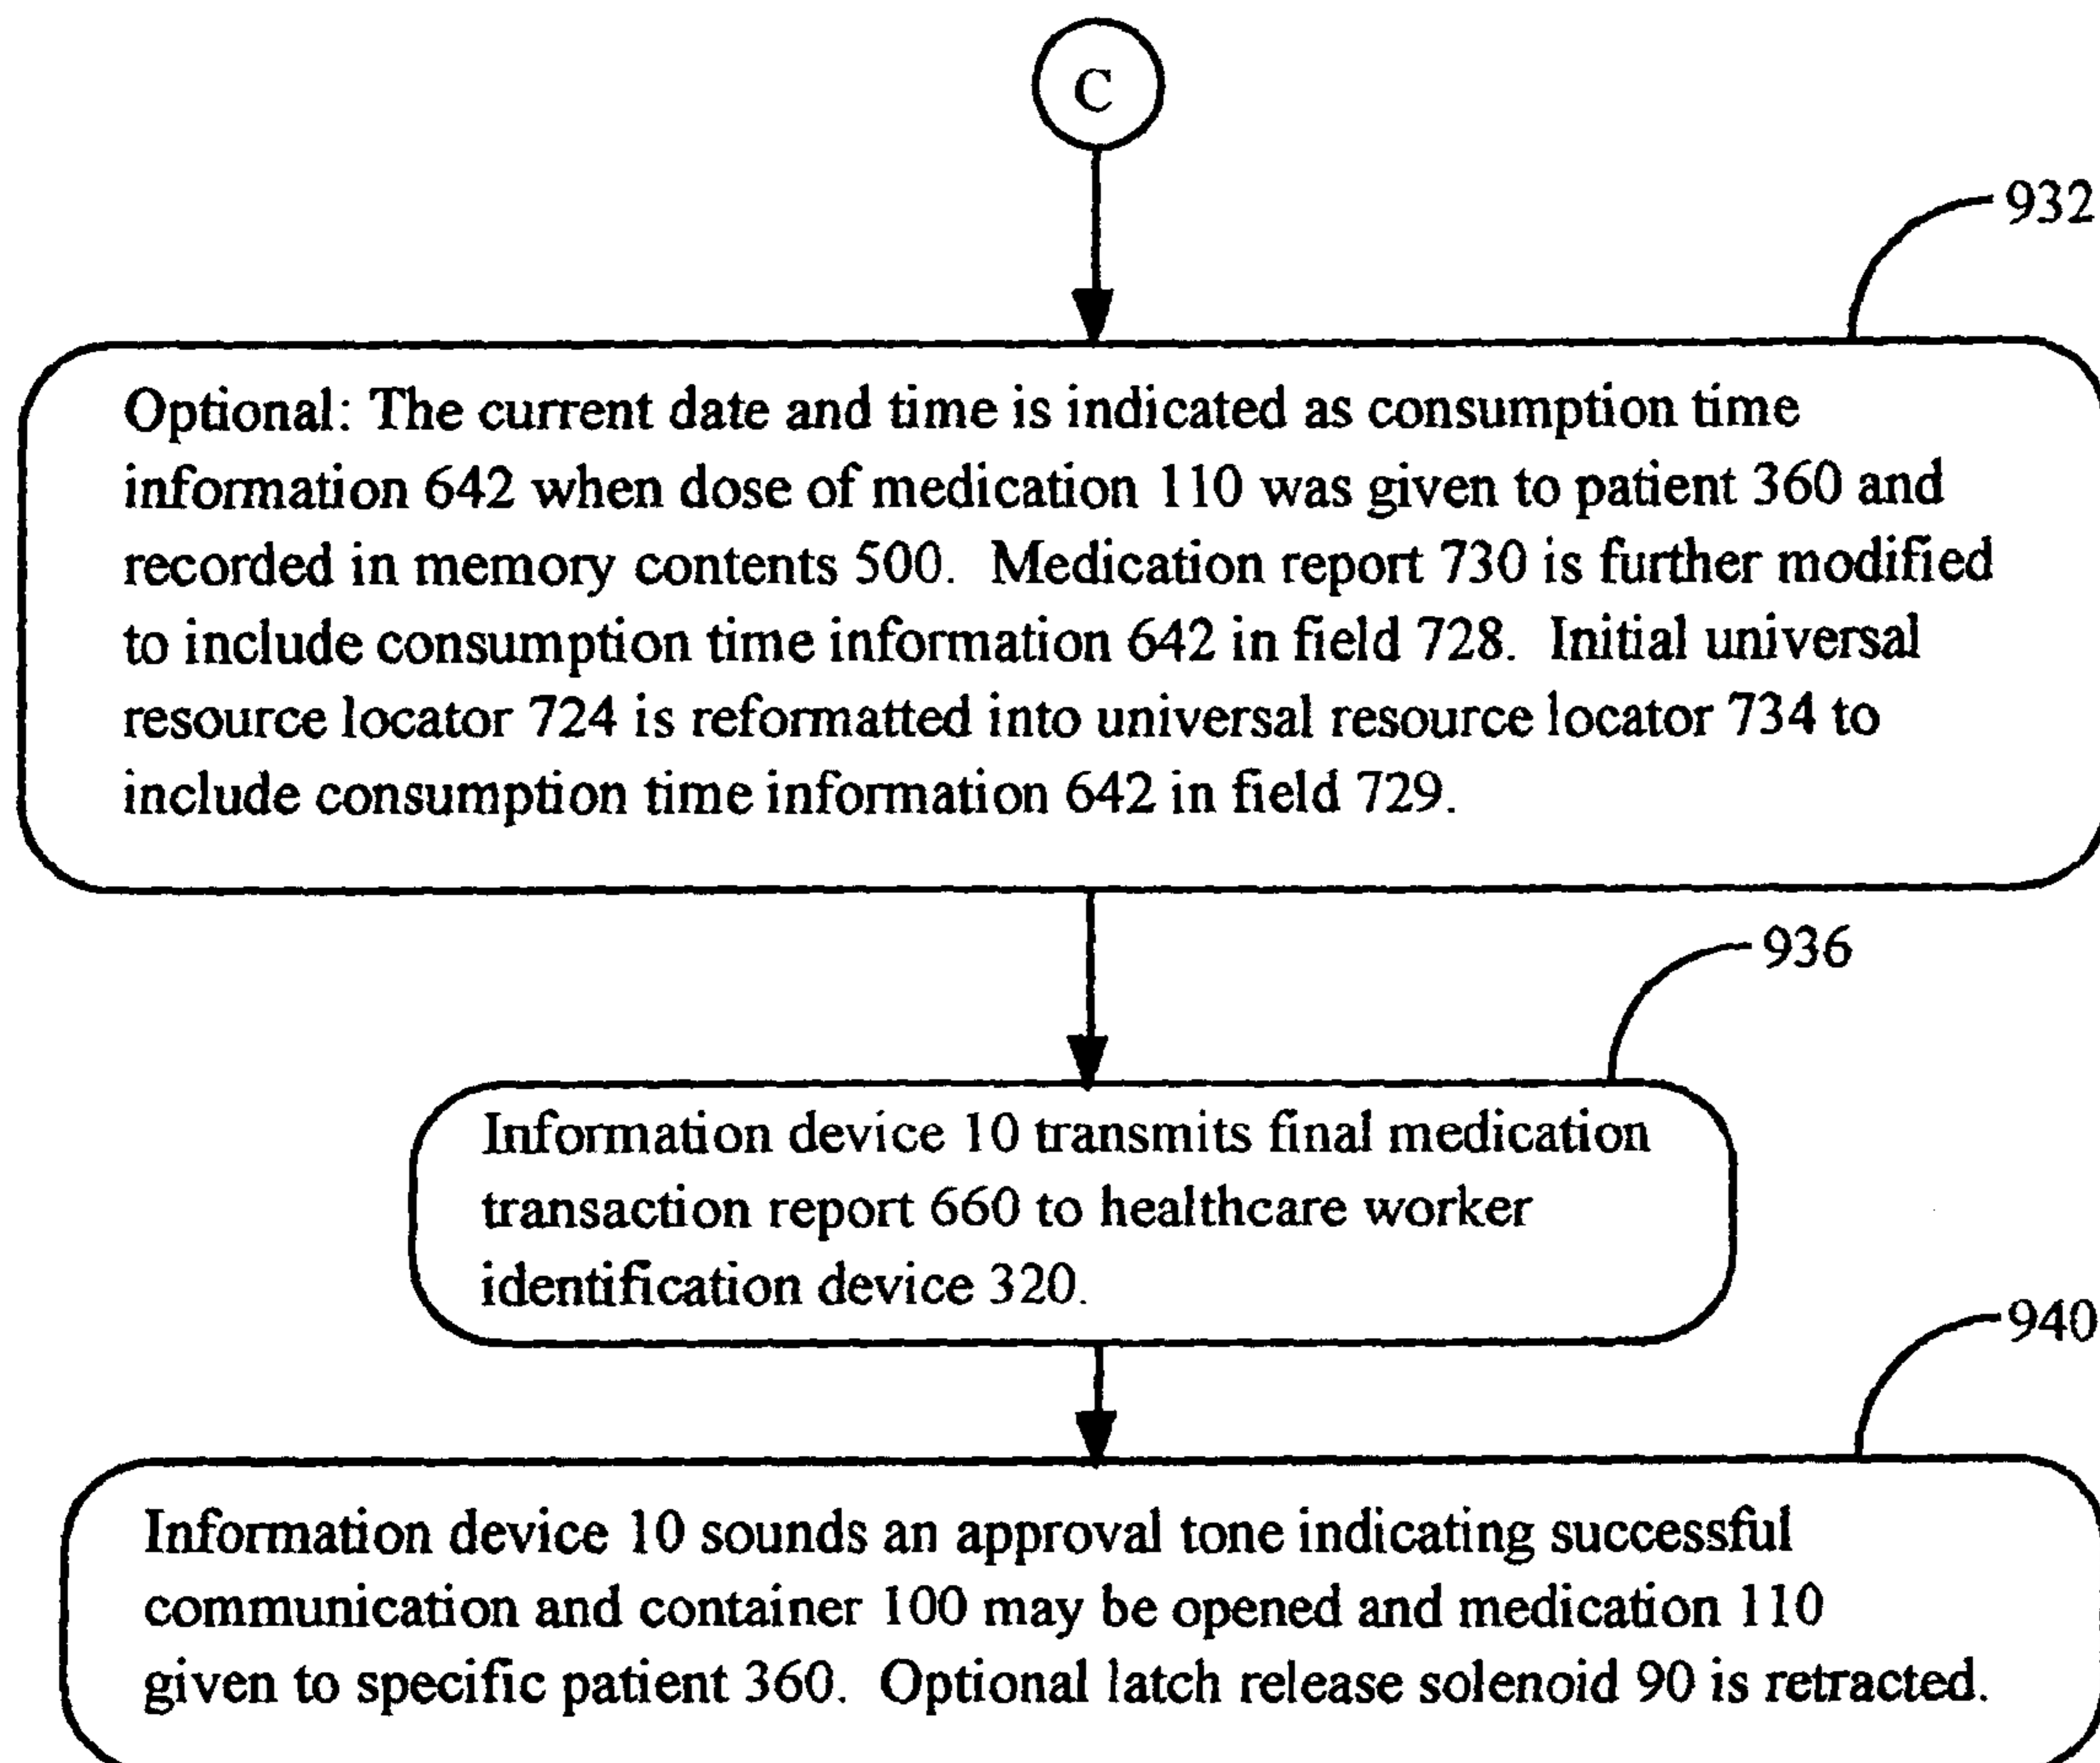 C
932
Optional: The current date and time is indicated as consumption time
information 642 when dose of medication 110 was given to patient 360 and
recorded in memory contents 500. Medication report 730 is further modified
to include consumption time information 642 in field 728. Initial universal
resource locator 724 is reformatted into universal resource locator 734 to
include consumption time information 642 in field 729.
936
Information device 10 transmits final medication
transaction report 660 to healthcare worker
identification device 320.
940
Information device 10 sounds an approval tone indicating successful
communication and container 100 may be opened and medication 110
given to specific patient 360. Optional latch release solenoid 90 is retracted.